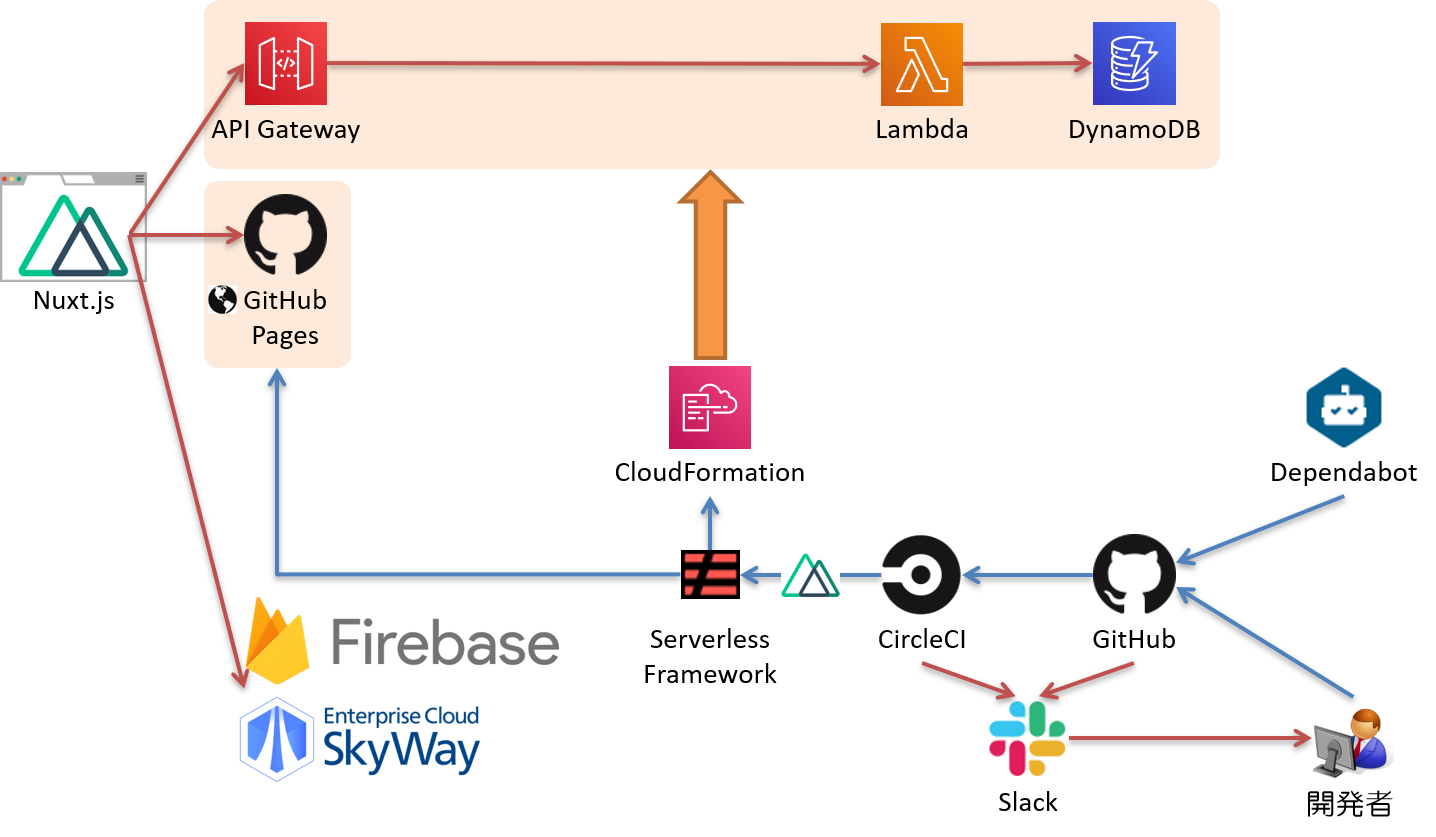 API Gateway
Lambda
DynamoDB
Nuxt.js
GitHub
Pages
CloudFormation
Dependabot
Firebase
Serverless
Framework
CircleCI
GitHub
Enterprise Cloud
SkyWay
Slack
開発者